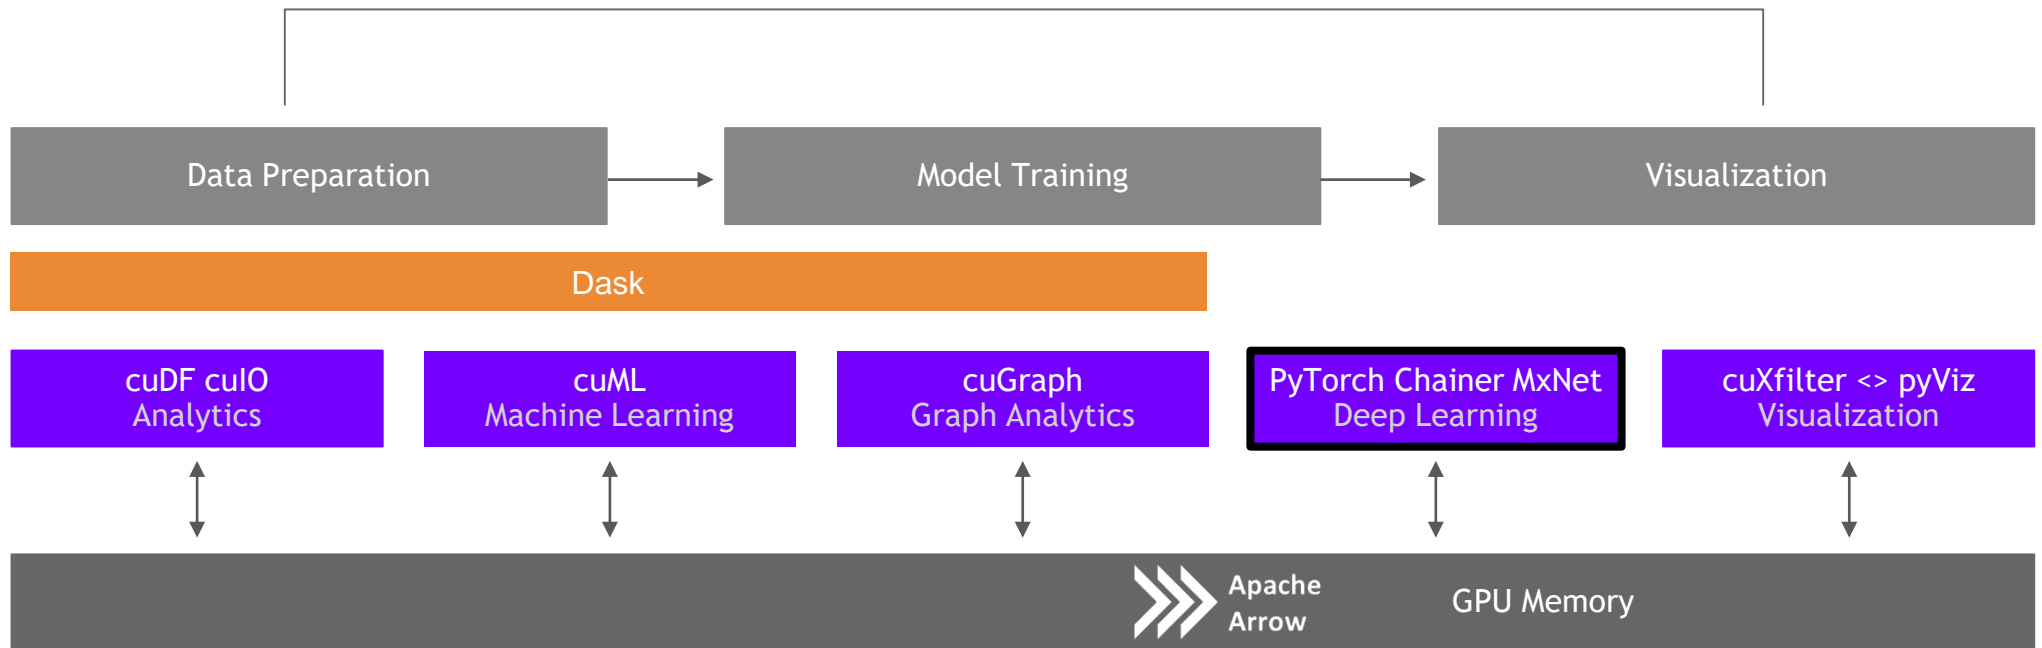 Data Preparation
Model Training
Visualization
Dask
cuDF cuIO
Analytics
cuML
Machine Learning
cuGraph
Graph Analytics
PyTorch Chainer MxNet
Deep Learning
cuXfilter <> pyViz
Visualization
Apache
Arrow
GPU Memory